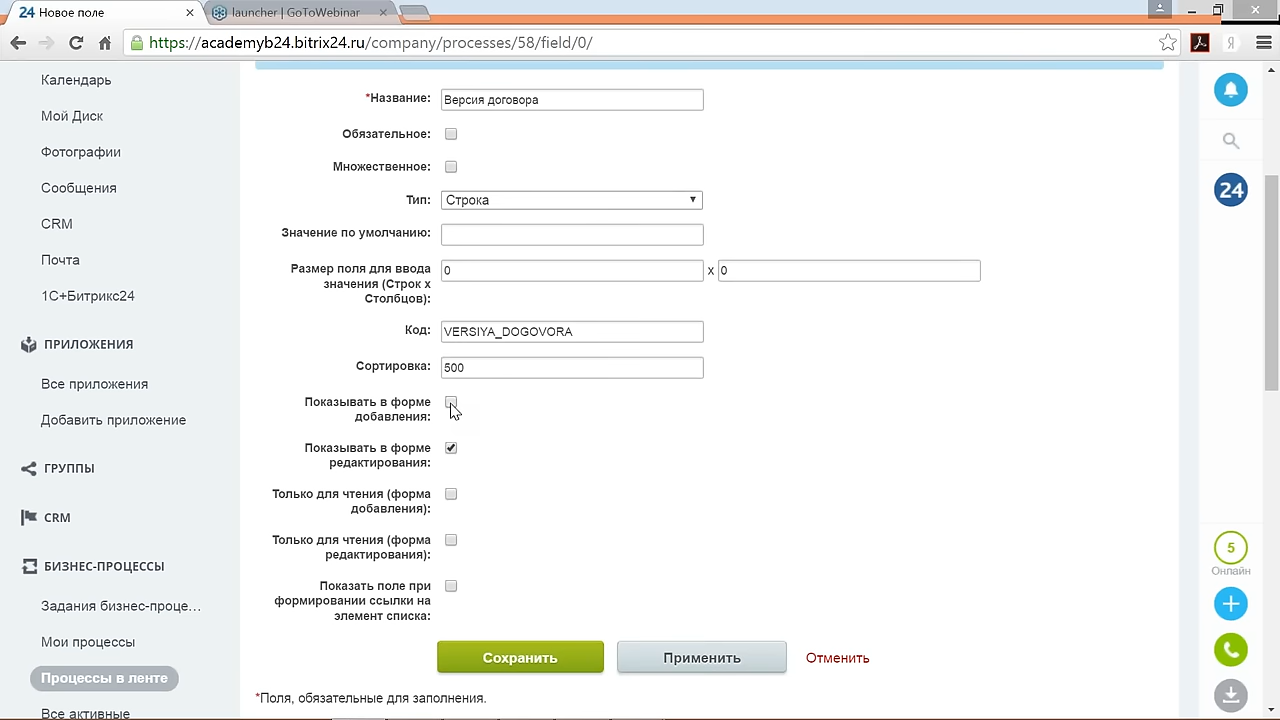 24 Новое поле
launcher | GoToWebinar
https://academyb24.bitrix24.ru/company/processes/58/field/0/
Календарь
Мой Диск
Фотографии
Сообщения
CRM
Почта
1С+Битрикс24
ПРИЛОЖЕНИЯ
Все приложения
Добавить приложение
ГРУППЫ
CRM
БИЗНЕС-ПРОЦЕССЫ
Задания бизнес-проце...
Мои процессы
Процессы в ленте
Все активные
*Название: Версия договора
Обязательное:
Множественное:
Тип: Строка
Значение по умолчанию:
Размер поля для ввода
значения (Строк x
Столбцов): 0 x 0
Код: VERSIYA_DOGOVORA
Сортировка: 500
Показывать в форме
добавления:
Показывать в форме
редактирования:
Только для чтения (форма
добавления):
Только для чтения (форма
редактирования):
Показать поле при
формировании ссылки на
элемент списка:
Сохранить Применить Отменить
*Поля, обязательные для заполнения.
Я
24
5
Онлайн